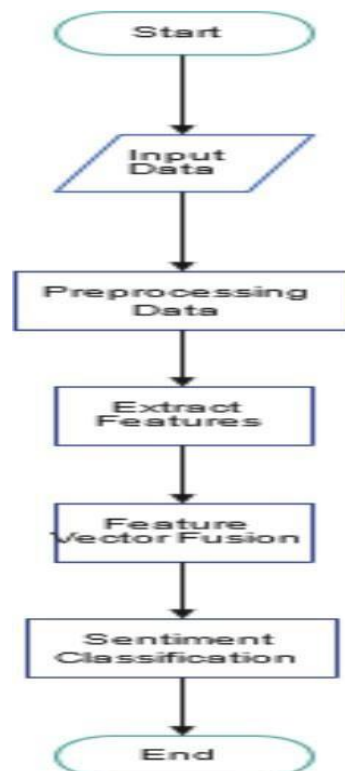 Start
Input
Data
Preprocessing
Data
Extract
Features
Feature
Vector Fusion
Sentiment
Classification
End